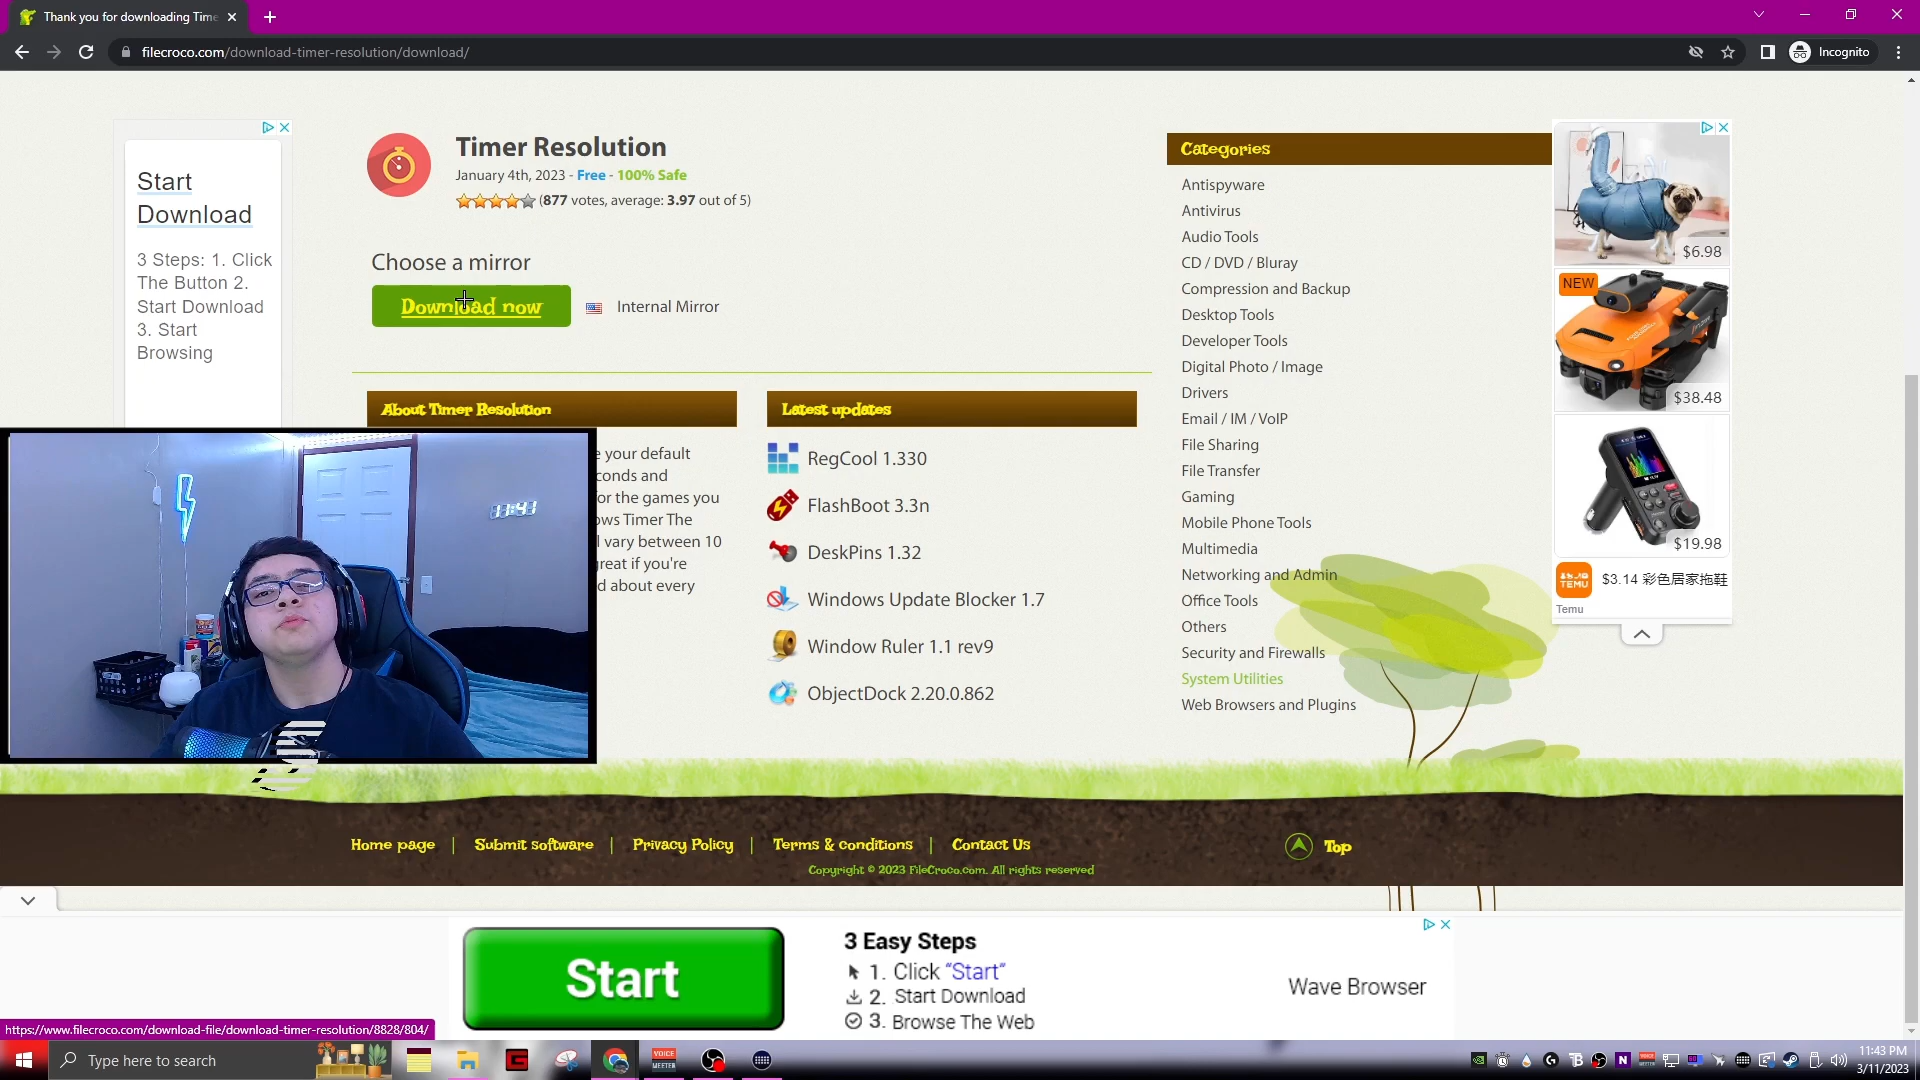 Thank you for downloading Time
filecroco.com/download-timer-resolution/download/
Incognito
Start
Download
3 Steps: 1. Click
The Button 2.
Start Download
3. Start
Browsing
Timer Resolution
January 4th, 2023 - Free - 100% Safe
(877 votes, average: 3.97 out of 5)
Choose a mirror
Download now
Internal Mirror
About Timer Resolution
e your default
conds and
or the games you
ows Timer The
l vary between 10
great if you're
d about every
Latest updates
RegCool 1.330
FlashBoot 3.3n
DeskPins 1.32
Windows Update Blocker 1.7
Window Ruler 1.1 rev9
ObjectDock 2.20.0.862
Categories
Antispyware
Antivirus
Audio Tools
CD / DVD / Bluray
Compression and Backup
Desktop Tools
Developer Tools
Digital Photo / Image
Drivers
Email / IM / VoIP
File Sharing
File Transfer
Gaming
Mobile Phone Tools
Multimedia
Networking and Admin
Office Tools
Others
Security and Firewalls
System Utilities
Web Browsers and Plugins
$6.98
NEW
$38.48
$19.98
TEMU
$3.14 彩色居家拖鞋
Temu
11:41
Home page
Submit software
Privacy Policy
Terms & conditions
Contact Us
Top
Copyright © 2023 FileCroco.com. All rights reserved
Start
3 Easy Steps
1. Click "Start"
2. Start Download
3. Browse The Web
Wave Browser
https://www.filecroco.com/download-file/download-timer-resolution/8828/804/
Type here to search
VOICE
MEETER
11:43 PM
3/11/2023